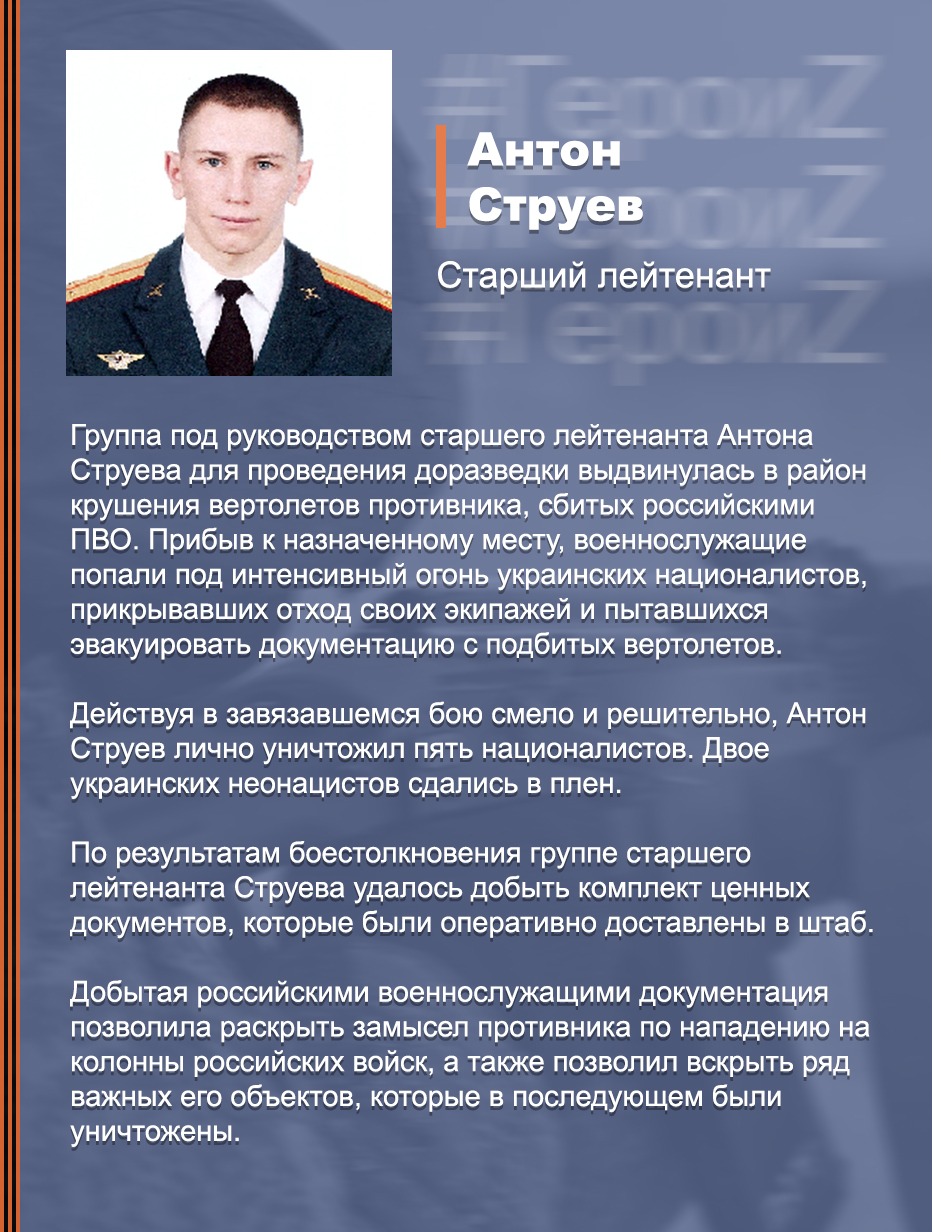 #ГероиZ
Антон
#ГероиZ
Струев
Старший лейтенант
#ГероиZ
Группа под руководством старшего лейтенанта Антона
Струева для проведения доразведки выдвинулась в район
крушения вертолетов противника, сбитых российскими
ПВО. Прибыв к назначенному месту, военнослужащие
попали под интенсивный огонь украинских националистов,
прикрывавших отход своих экипажей и пытавшихся
эвакуировать документацию с подбитых вертолетов.
Действуя в завязавшемся бою смело и решительно, Антон
Струев лично уничтожил пять националистов. Двое
украинских неонацистов сдались в плен.
По результатам боестолкновения группе старшего
лейтенанта Струева удалось добыть комплект ценных
документов, которые были оперативно доставлены в штаб.
Добытая российскими военнослужащими документация
позволила раскрыть замысел противника по нападению на
колонны российских войск, а также позволил вскрыть ряд
важных его объектов, которые в последующем были
уничтожены.